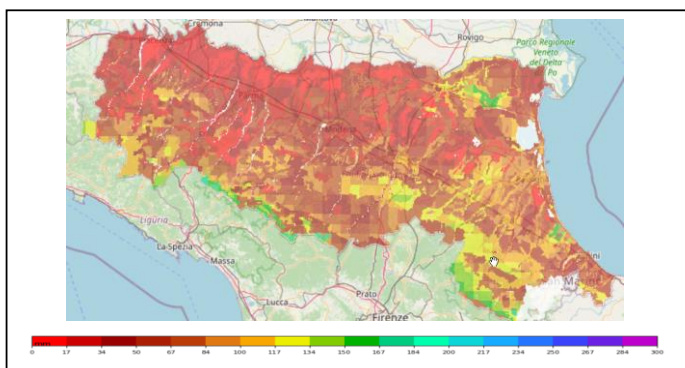 Cremona
Rovigo
Parco Regionale
Veneto
del Delta
Po
Modena
Liguria
La Spezia
Massa
Lucca
Prato
Firenze
0 17 34 50 67 84 100 117 134 150 167 184 200 217 234 250 267 284 300